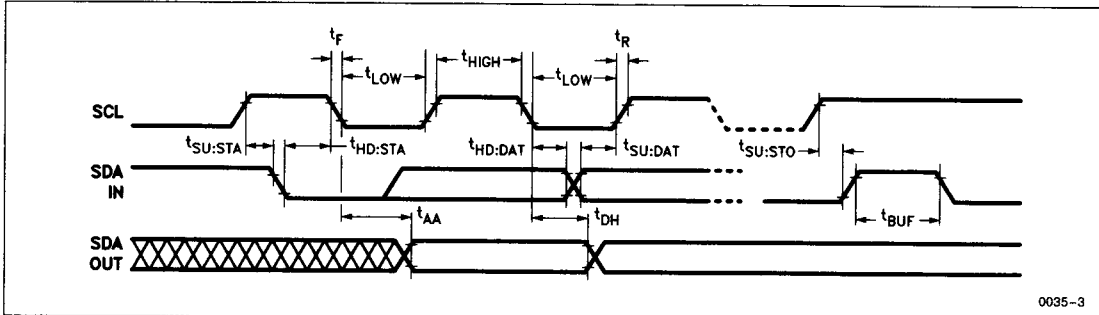 tF
tR
tHIGH
tLOW
tLOW
SCL
tSU:STA
tHD:STA
tHD:DAT
tSU:DAT
tSU:STO
SDA
IN
tAA
tDH
tBUF
SDA
OUT
0035-3